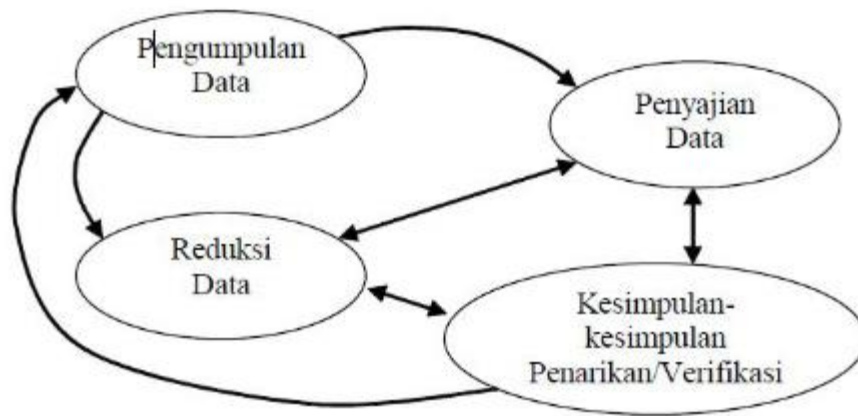 Pengumpulan
Data
Penyajian
Data
Reduksi
Data
Kesimpulan-
kesimpulan
Penarikan/Verifikasi